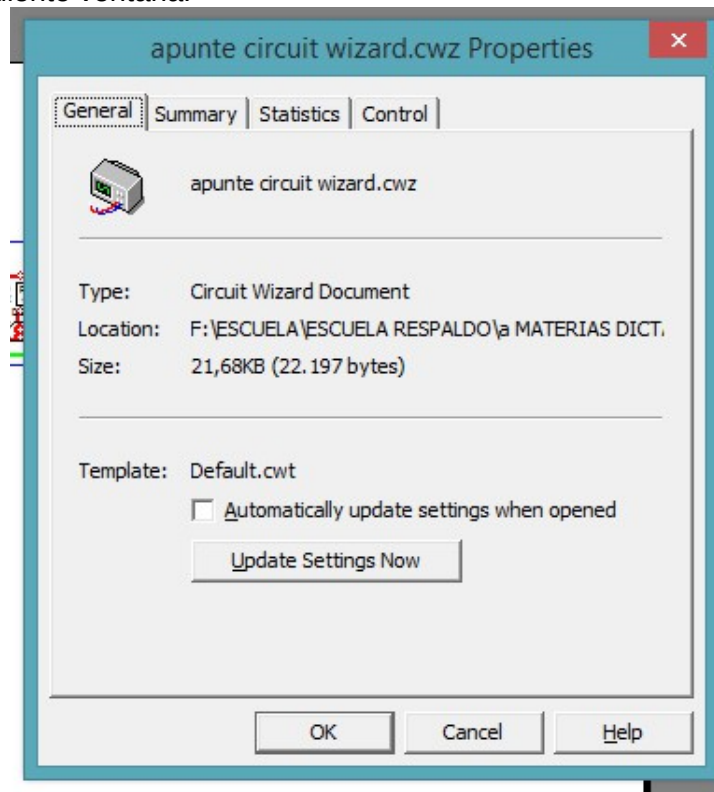 apunte circuit wizard.cwz Properties
General Summary Statistics Control
apunte circuit wizard.cwz
Type: Circuit Wizard Document
Location: F:\ESCUELA\ESCUELA RESPALDO\a MATERIAS DICT
Size: 21,68KB (22.197 bytes)
Template: Default.cwt
Automatically update settings when opened
Update Settings Now
OK Cancel Help